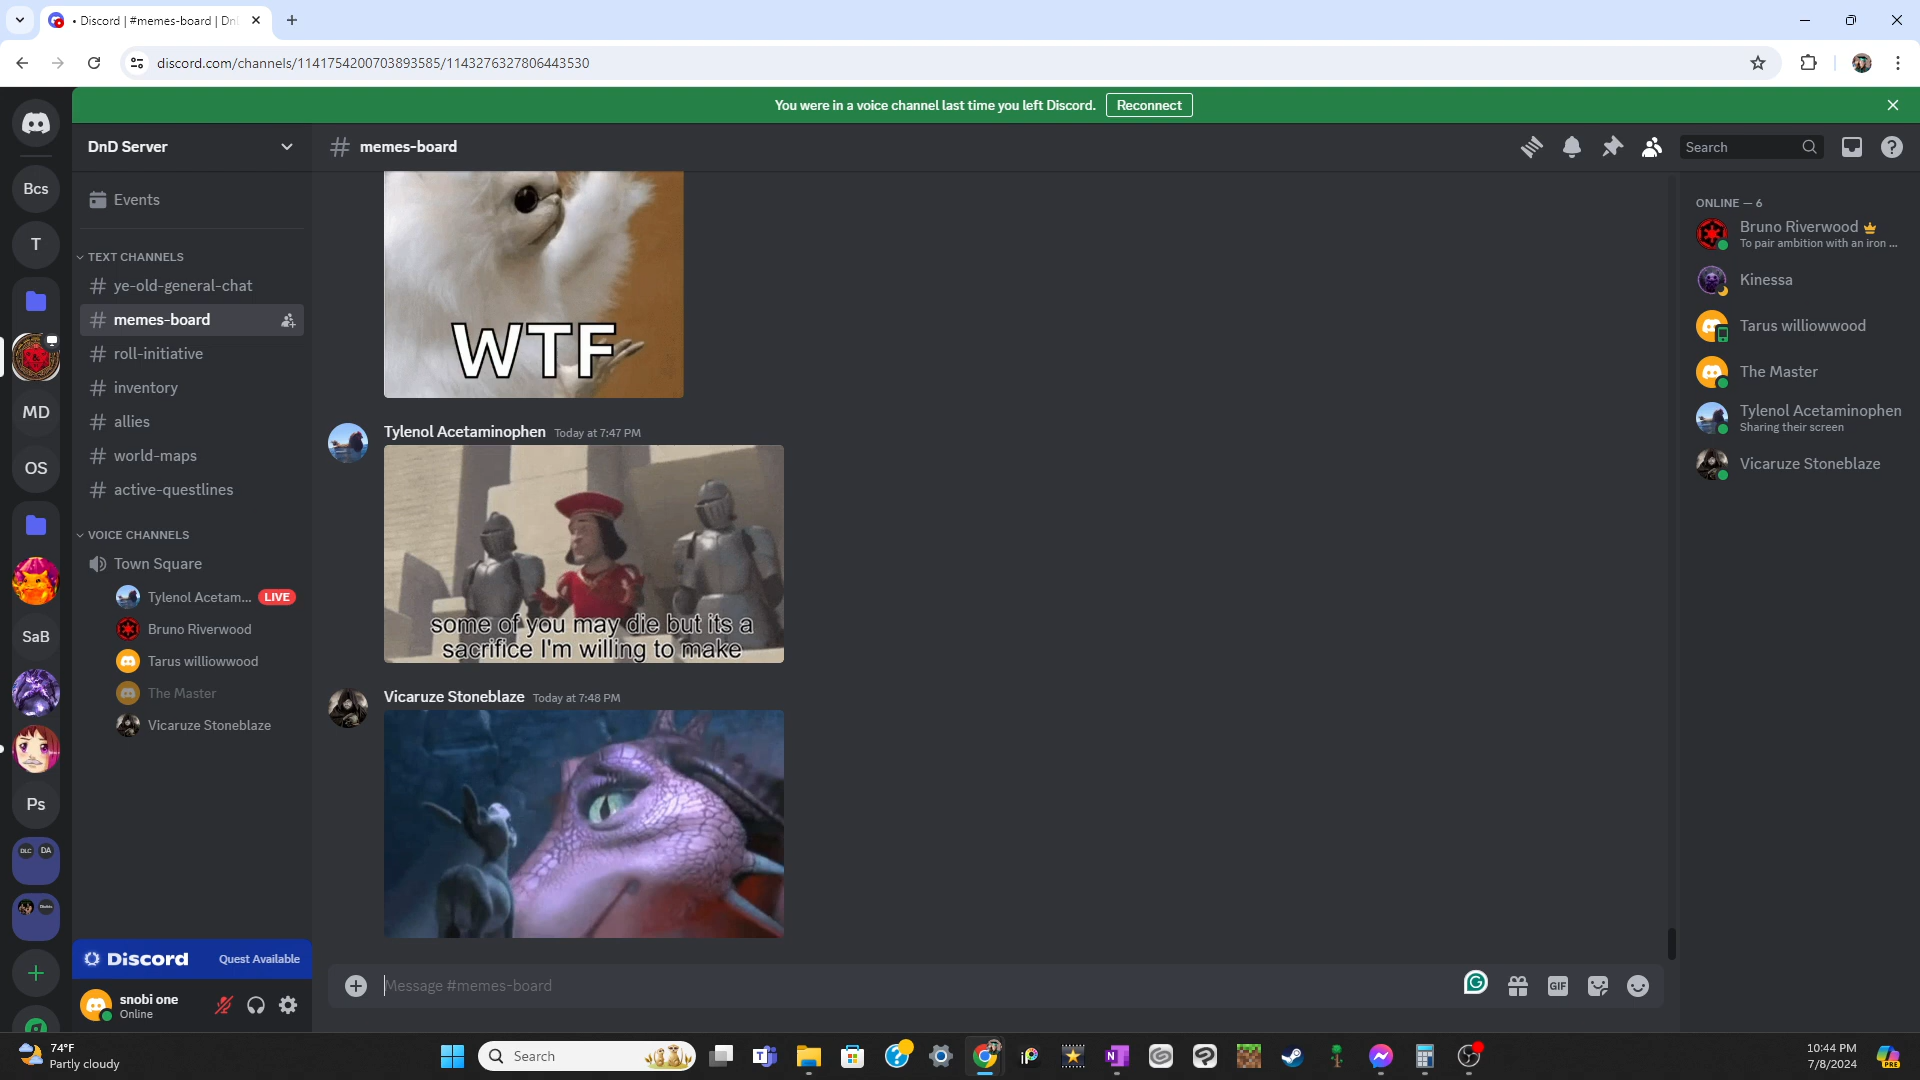 • Discord | #memes-board | Dn
discord.com/channels/1141754200703893585/1143276327806443530
You were in a voice channel last time you left Discord. Reconnect
DnD Server
# memes-board
Search
Bcs
T
MD
OS
SaB
Ps
DLC DA
Events
TEXT CHANNELS
# ye-old-general-chat
# memes-board
# roll-initiative
# inventory
# allies
# world-maps
# active-questlines
VOICE CHANNELS
Town Square
Tylenol Acetam... LIVE
Bruno Riverwood
Tarus williowwood
The Master
Vicaruze Stoneblaze
Discord Quest Available
snobi one
Online
WTF
Tylenol Acetaminophen Today at 7:47 PM
some of you may die but its a
sacrifice I'm willing to make
Vicaruze Stoneblaze Today at 7:48 PM
Message #memes-board
GIF
ONLINE — 6
Bruno Riverwood
To pair ambition with an iron ...
Kinessa
Tarus williowwood
The Master
Tylenol Acetaminophen
Sharing their screen
Vicaruze Stoneblaze
74°F
Partly cloudy
Search
10:44 PM
7/8/2024
PRE